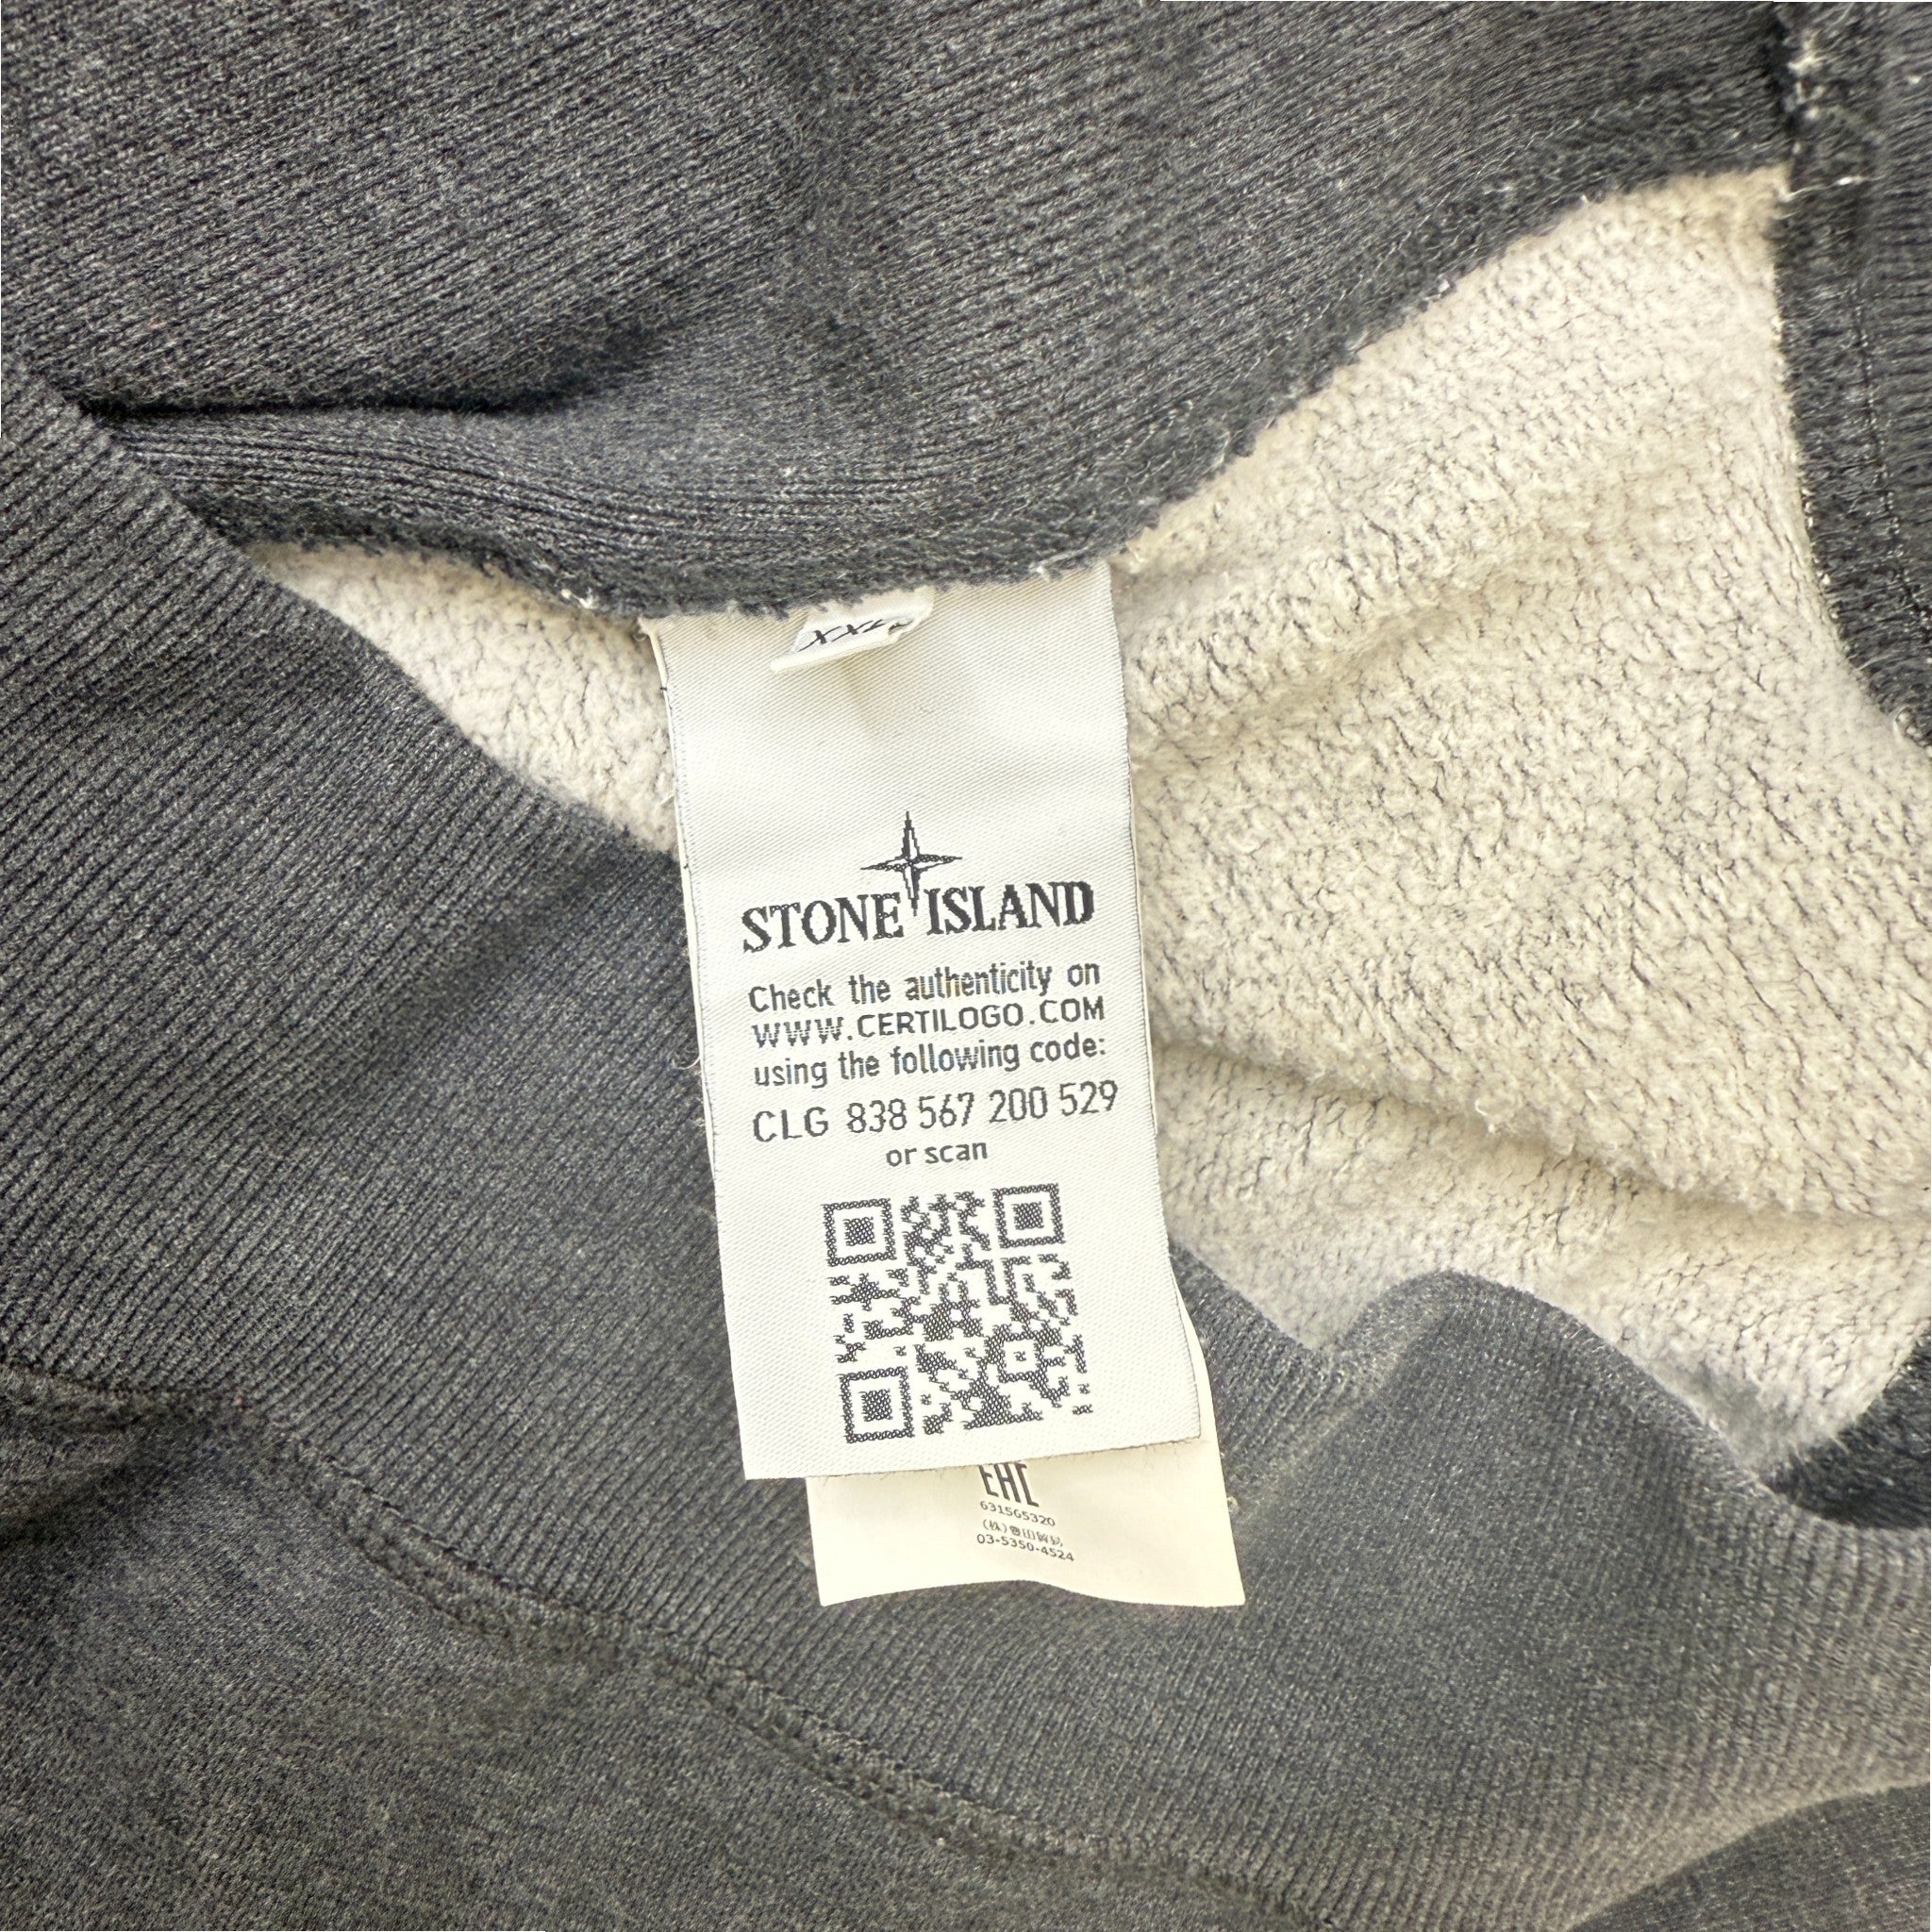 XXL
STONE ISLAND
Check the authenticity on
WWW.CERTILOGO.COM
using the following code:
CLG 838 567 200 529
or scan
EAC
631565320
(株)
03-5350-4524